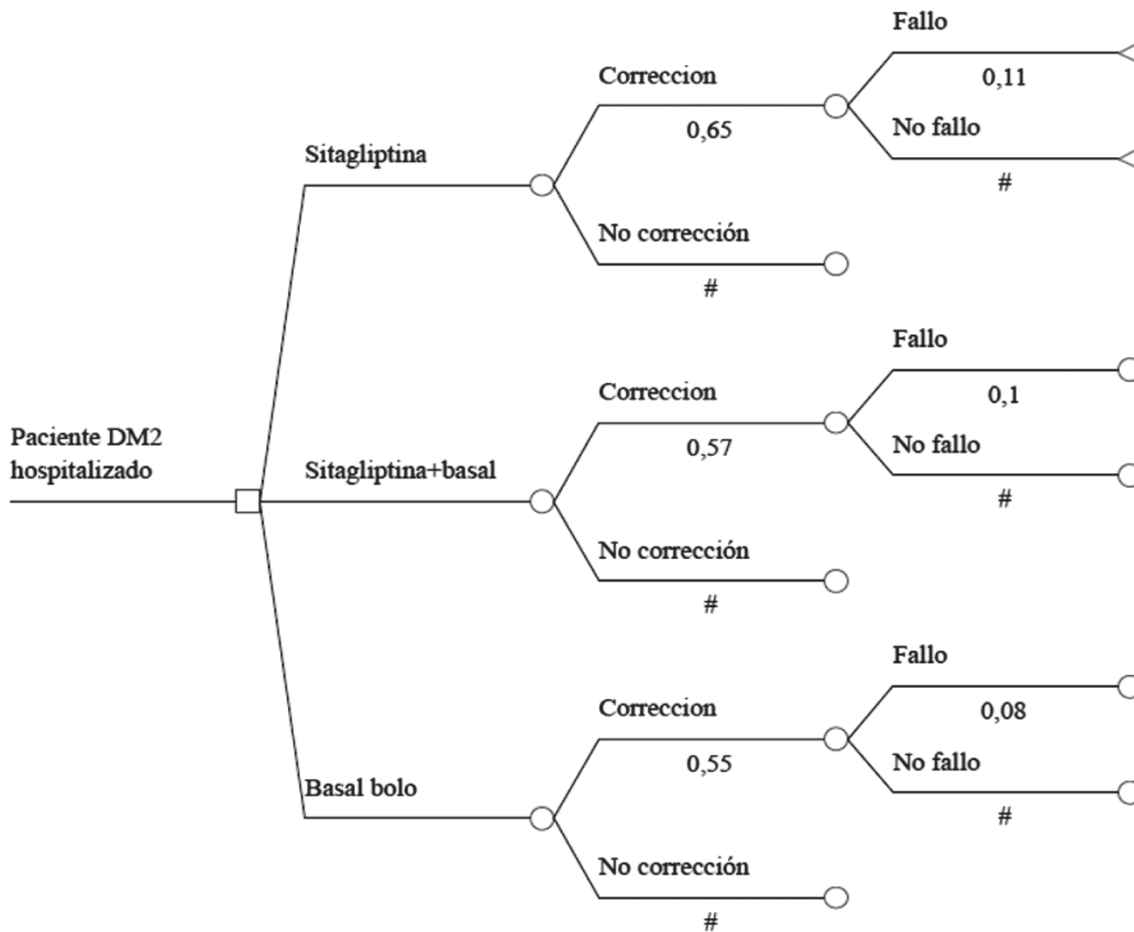 Fallo
0,11
Correccion
0,65
No fallo
#
Sitagliptina
No corrección
#
Fallo
0,1
Correccion
0,57
No fallo
#
Paciente DM2
hospitalizado
Sitagliptina+basal
No corrección
#
Fallo
0,08
Correccion
0,55
No fallo
#
Basal bolo
No corrección
#